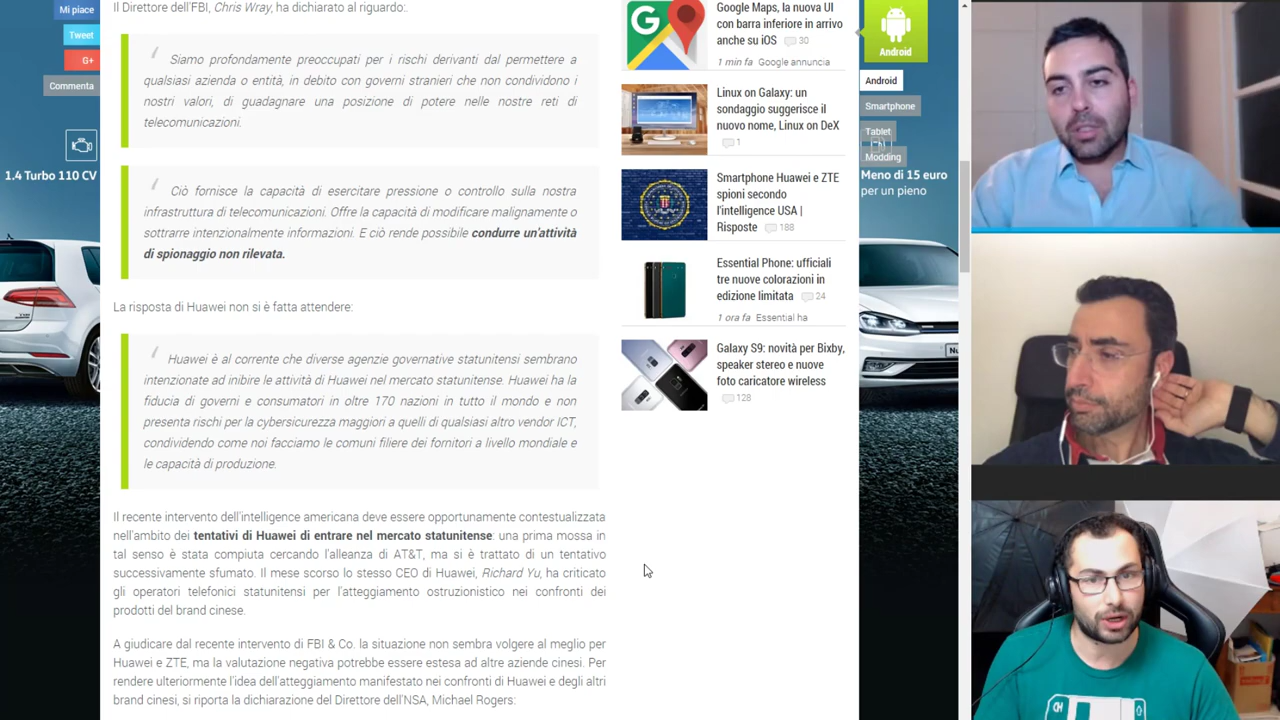 Mi piace
Tweet
G+
Commenta
1.4 Turbo 110 CV
Il Direttore dell'FBI, Chris Wray, ha dichiarato al riguardo:.
Siamo profondamente preoccupati per i rischi derivanti dal permettere a
qualsiasi azienda o entità, in debito con governi stranieri che non condividono i
nostri valori, di guadagnare una posizione di potere nelle nostre reti di
telecomunicazioni.
Ciò fornisce la capacità di esercitare pressione o controllo sulla nostra
infrastruttura di telecomunicazioni. Offre la capacità di modificare malignamente o
sottrarre intenzionalmente informazioni. E ciò rende possibile condurre un'attività
di spionaggio non rilevata.
La risposta di Huawei non si è fatta attendere:
Huawei è al corrente che diverse agenzie governative statunitensi sembrano
intenzionate ad inibire le attività di Huawei nel mercato statunitense. Huawei ha la
fiducia di governi e consumatori in oltre 170 nazioni in tutto il mondo e non
presenta rischi per la cybersicurezza maggiori a quelli di qualsiasi altro vendor ICT,
condividendo come noi facciamo le comuni filiere dei fornitori a livello mondiale e
le capacità di produzione.
Il recente intervento dell'intelligence americana deve essere opportunamente contestualizzata
nell'ambito dei tentativi di Huawei di entrare nel mercato statunitense: una prima mossa in
tal senso è stata compiuta cercando l'alleanza di AT&T, ma si è trattato di un tentativo
successivamente sfumato. Il mese scorso lo stesso CEO di Huawei, Richard Yu, ha criticato
gli operatori telefonici statunitensi per l'atteggiamento ostruzionistico nei confronti dei
prodotti del brand cinese.
A giudicare dal recente intervento di FBI & Co. la situazione non sembra volgere al meglio per
Huawei e ZTE, ma la valutazione negativa potrebbe essere estesa ad altre aziende cinesi. Per
rendere ulteriormente l'idea dell'atteggiamento manifestato nei confronti di Huawei e degli altri
brand cinesi, si riporta la dichiarazione del Direttore dell'NSA, Michael Rogers:
Google Maps, la nuova UI
con barra inferiore in arrivo
anche su iOS 30
1 min fa Google annuncia
Linux on Galaxy: un
sondaggio suggerisce il
nuovo nome, Linux on DeX
1
Smartphone Huawei e ZTE
spioni secondo
l'intelligence USA |
Risposte 188
Essential Phone: ufficiali
tre nuove colorazioni in
edizione limitata 24
1 ora fa Essential ha
Galaxy S9: novità per Bixby,
speaker stereo e nuove
foto caricatore wireless
128
Android
Android
Smartphone
Tablet
Modding
Meno di 15 euro
per un pieno